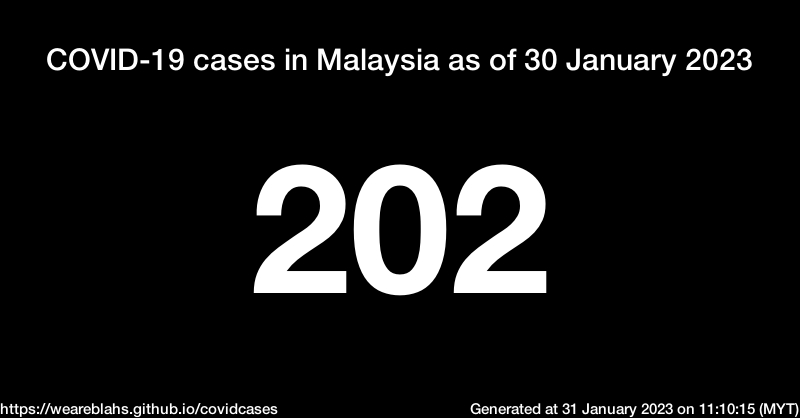 COVID-19 cases in Malaysia as of 30 January 2023
202
https://weareblahs.github.io/covidcases
Generated at 31 January 2023 on 11:10:15 (MYT)